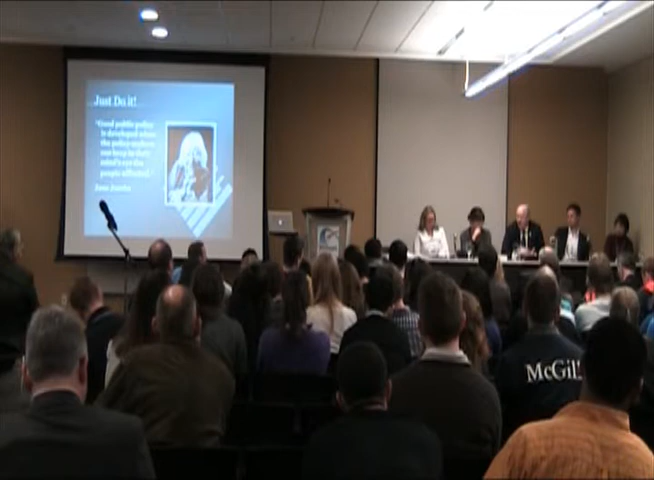 Just Do it!
"Good public policy
is developed when
the policy makers
can keep in their
mind's eye the
people affected."
Jane Jacobs
McGill